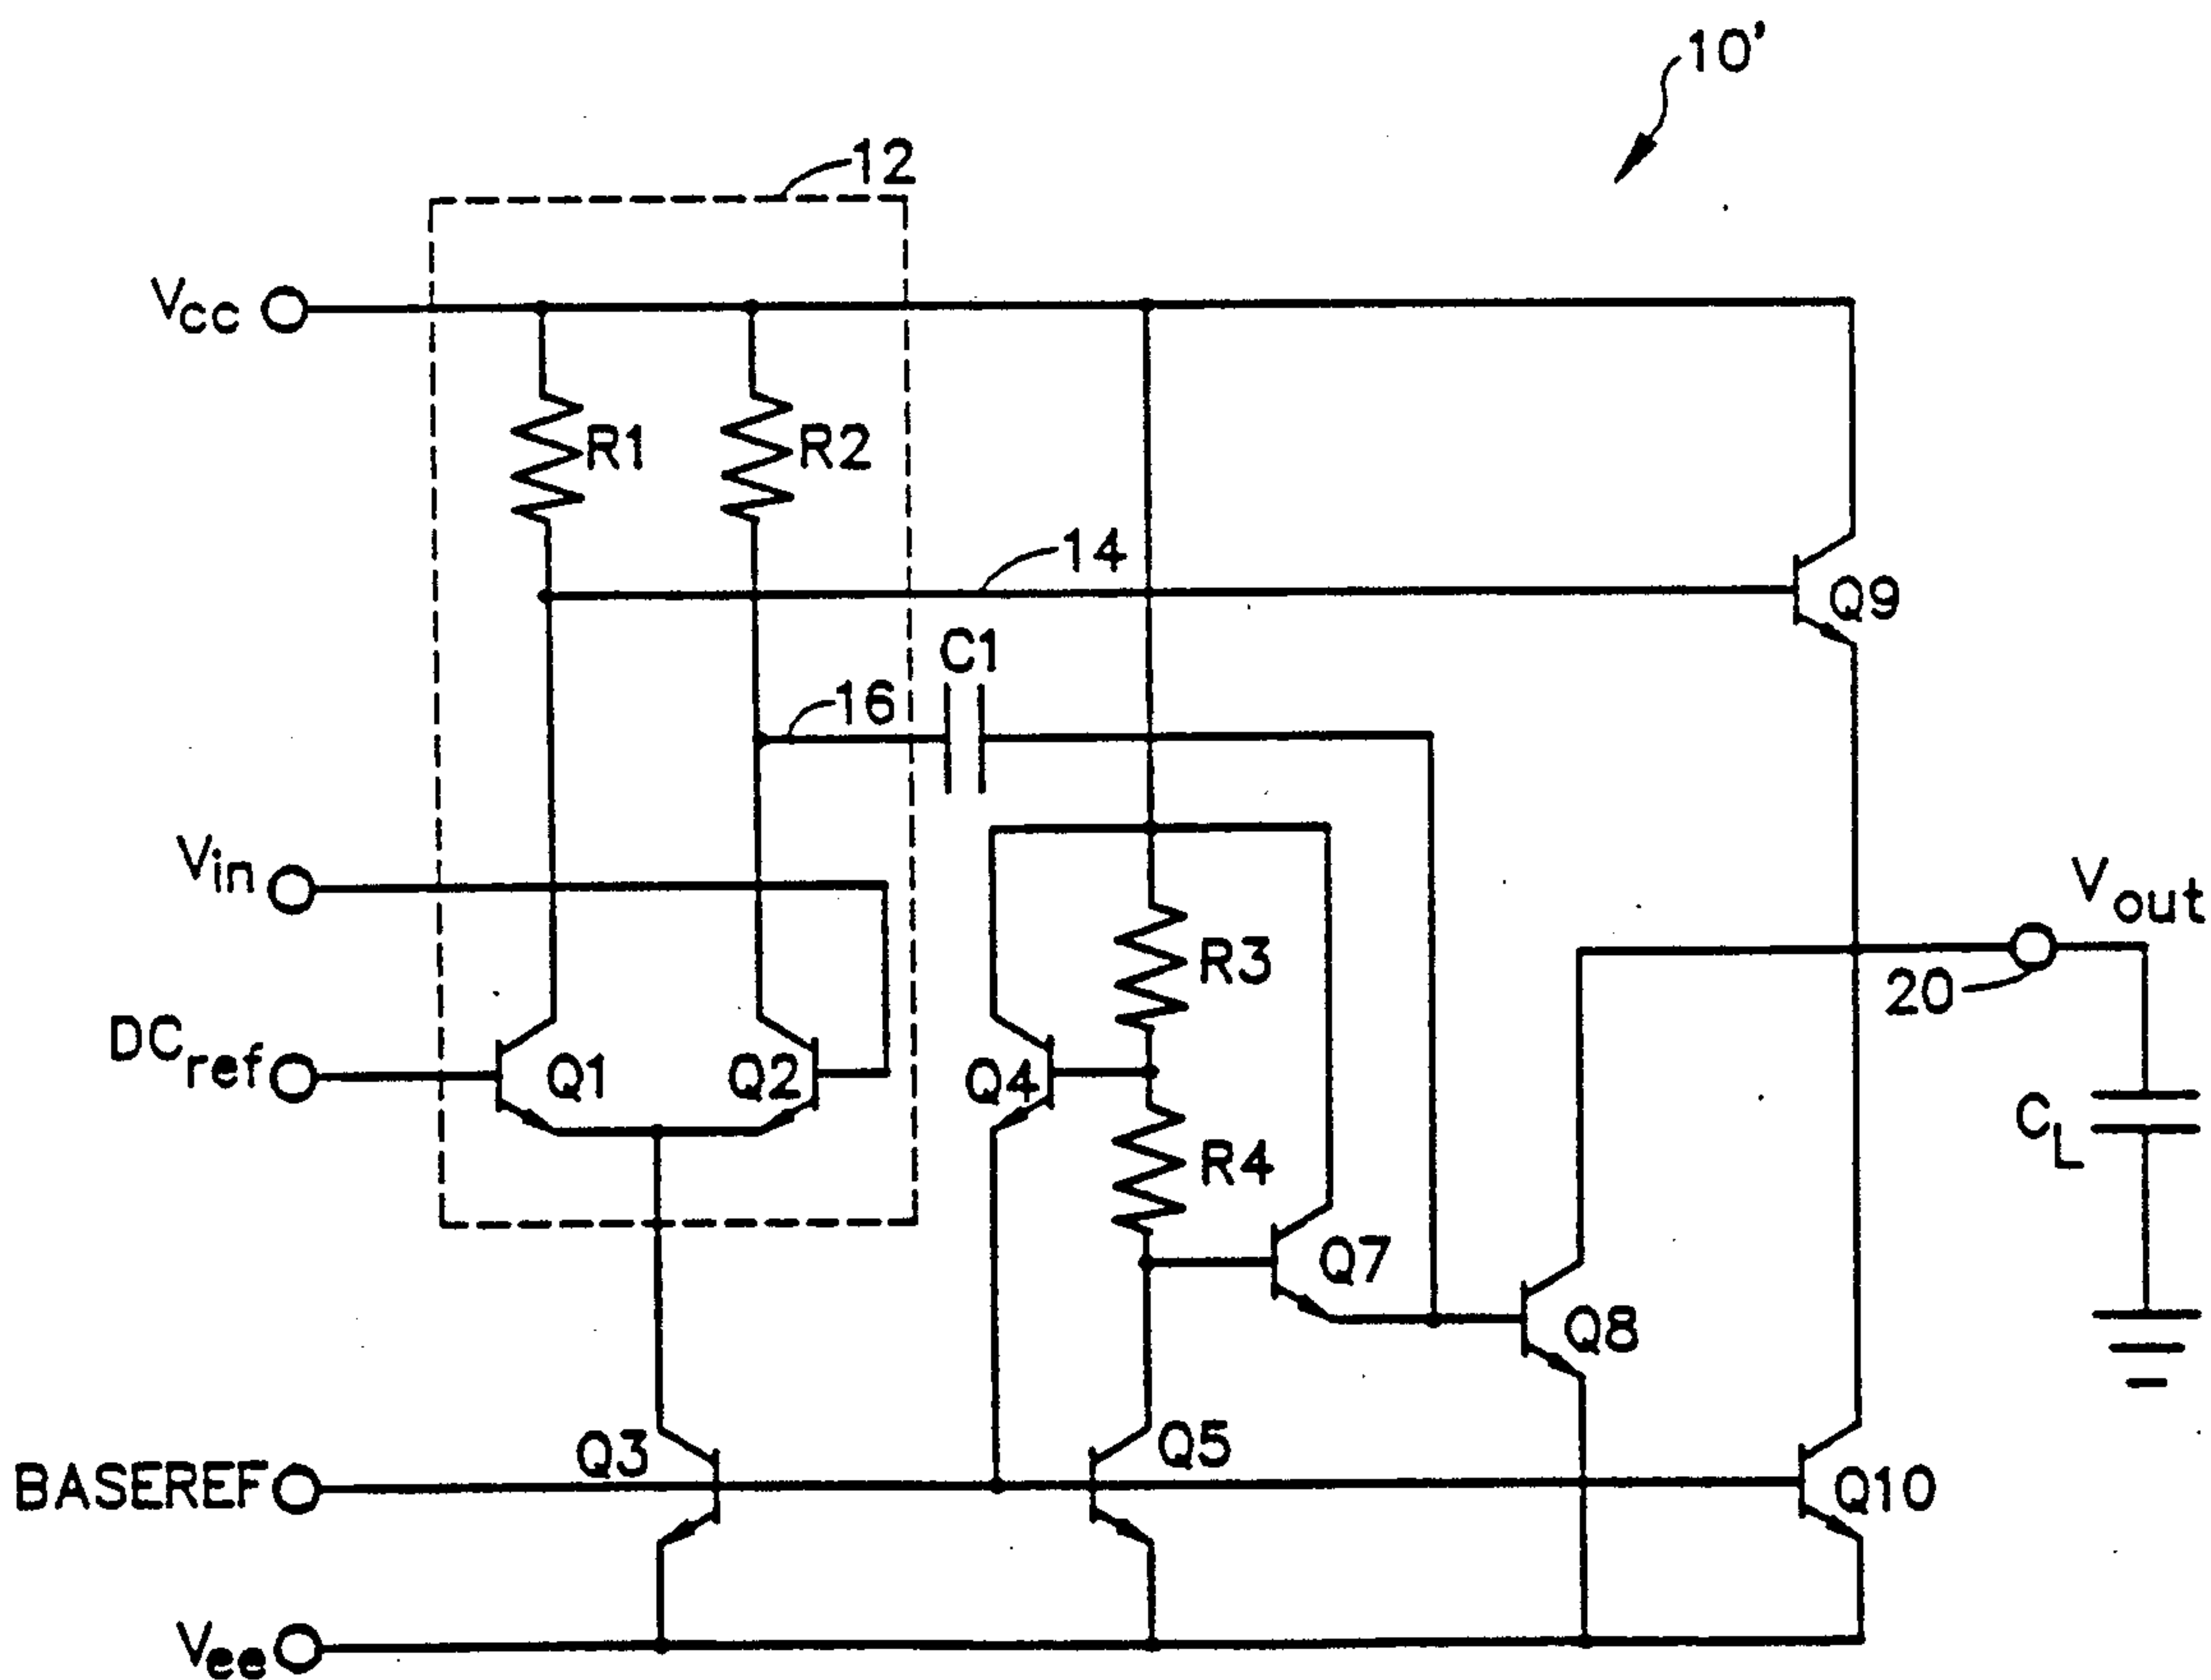 10'
12
Vcc
R1
R2
14
Q9
C1
16
Vin
Vout
R3
20
DCref
Q1
Q2
Q4
CL
R4
Q7
Q8
Q3
Q5
BASEREF
Q10
Vee